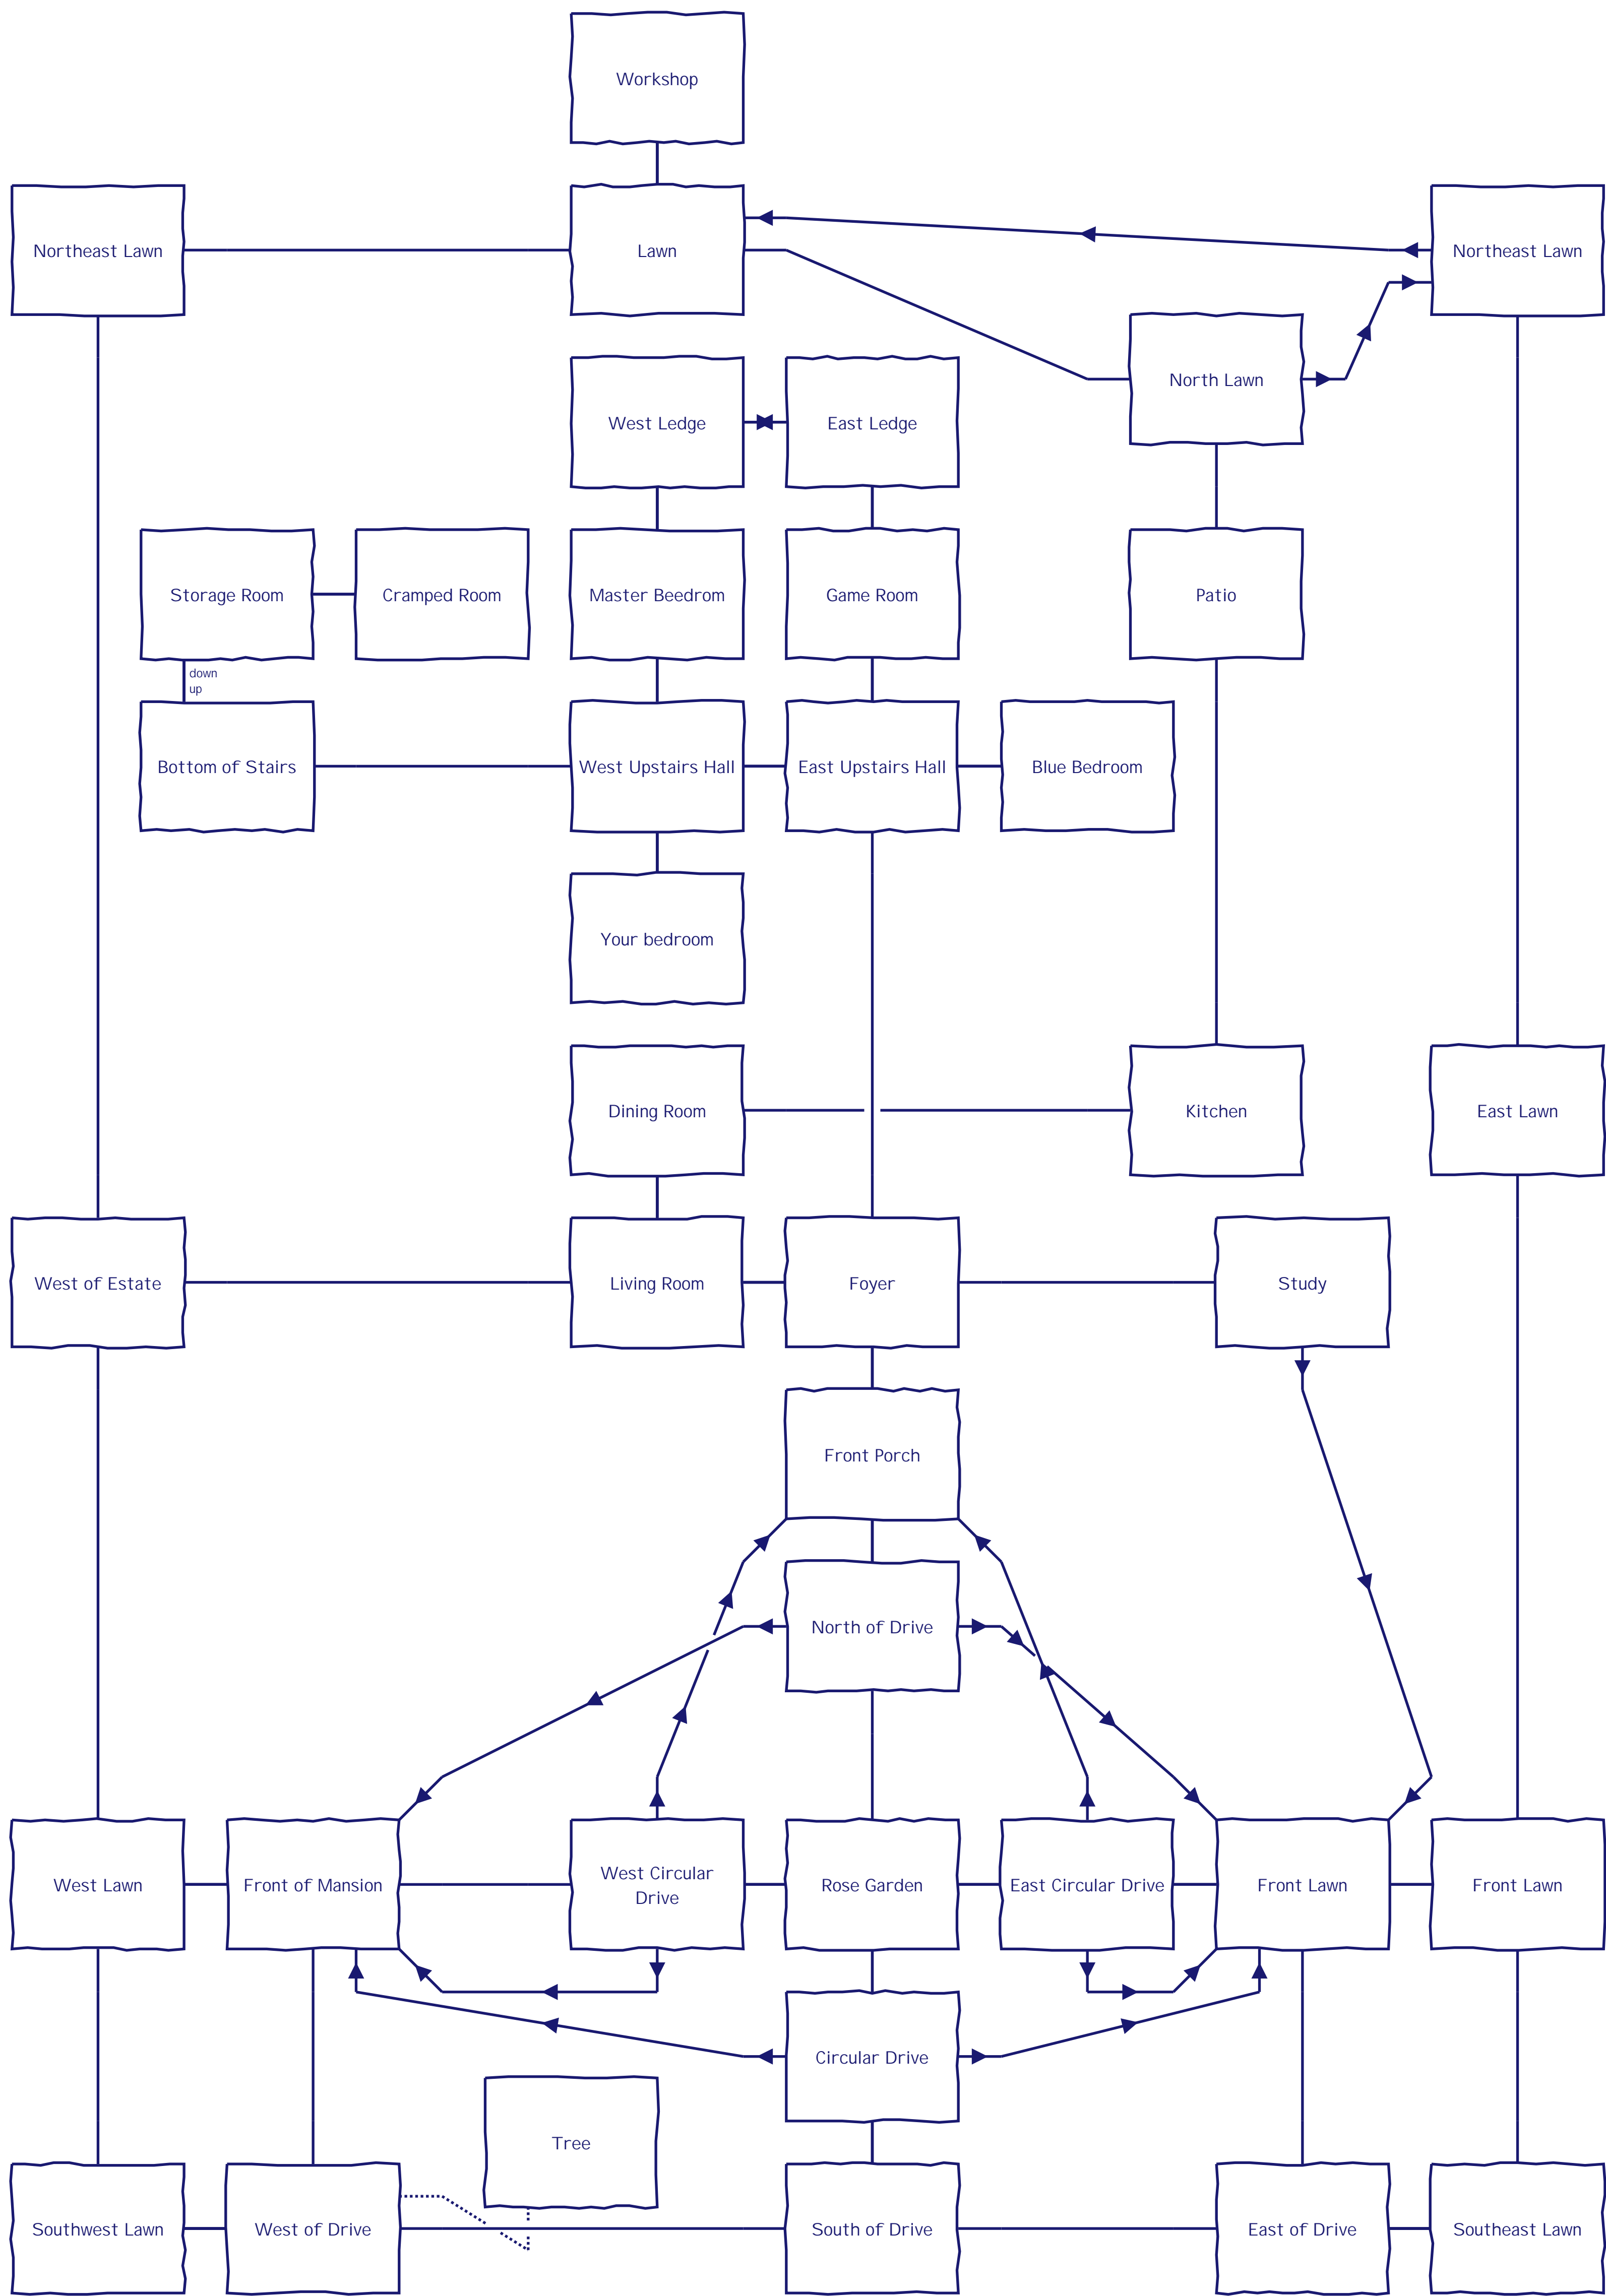 Workshop
Northeast Lawn
Lawn
Northeast Lawn
North Lawn
West Ledge
East Ledge
Storage Room
Cramped Room
Master Beedrom
Game Room
Patio
down
up
Bottom of Stairs
West Upstairs Hall
East Upstairs Hall
Blue Bedroom
Your bedroom
Dining Room
Kitchen
East Lawn
West of Estate
Living Room
Foyer
Study
Front Porch
North of Drive
West Lawn
Front of Mansion
West Circular
Drive
Rose Garden
East Circular Drive
Front Lawn
Front Lawn
Circular Drive
Tree
Southwest Lawn
West of Drive
South of Drive
East of Drive
Southeast Lawn